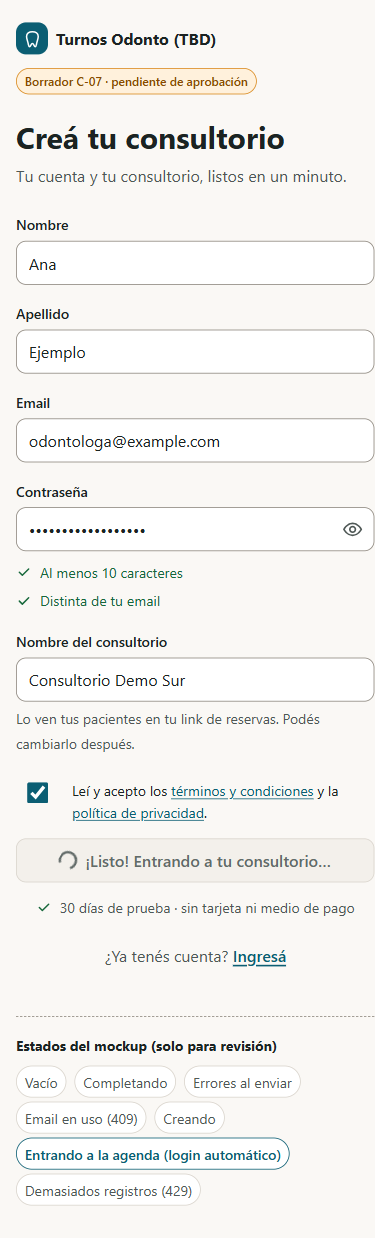 Turnos Odonto (TBD)
Borrador C-07 · pendiente de aprobación
Creá tu consultorio
Tu cuenta y tu consultorio, listos en un minuto.
Nombre
Ana
Apellido
Ejemplo
Email
odontologa@example.com
Contraseña
••••••••••••••••••
Al menos 10 caracteres
Distinta de tu email
Nombre del consultorio
Consultorio Demo Sur
Lo ven tus pacientes en tu link de reservas. Podés
cambiarlo después.
Leí y acepto los términos y condiciones y la
política de privacidad.
¡Listo! Entrando a tu consultorio...
30 días de prueba · sin tarjeta ni medio de pago
¿Ya tenés cuenta? Ingresá
Estados del mockup (solo para revisión)
Vacío Completando Errores al enviar
Email en uso (409) Creando
Entrando a la agenda (login automático)
Demasiados registros (429)